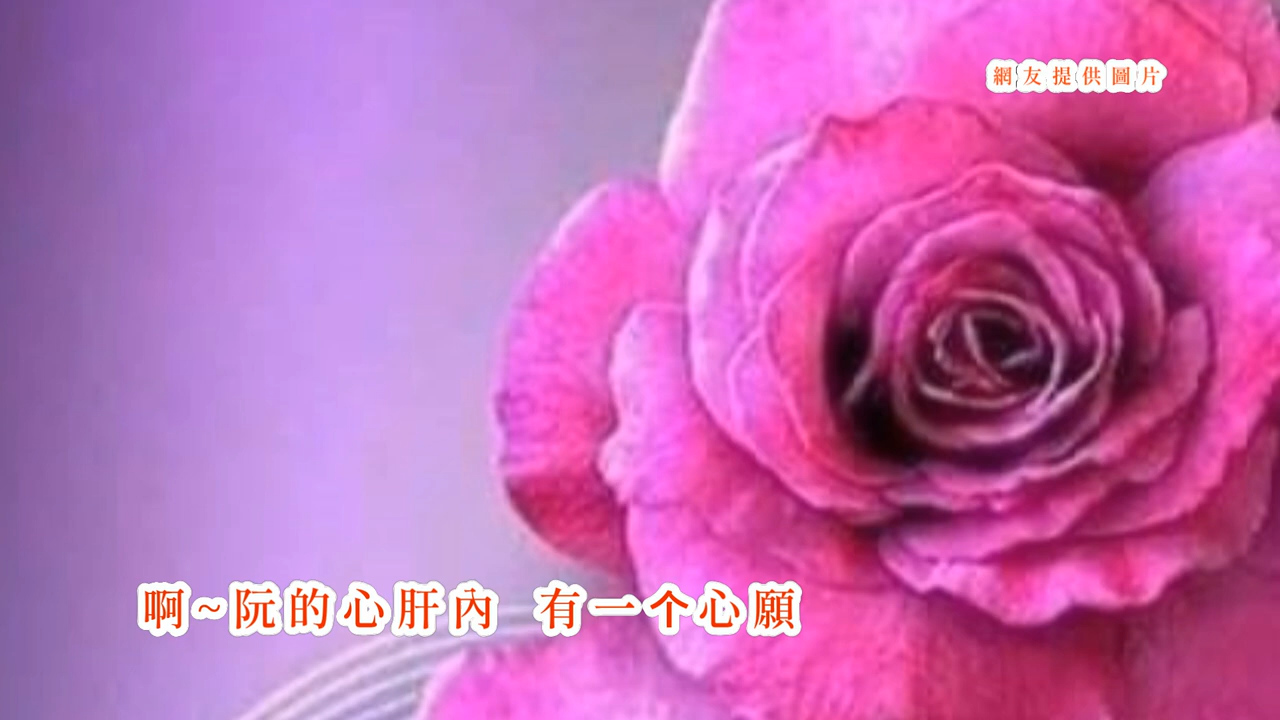 網友提供圖片
啊~阮的心肝內 有一个心願